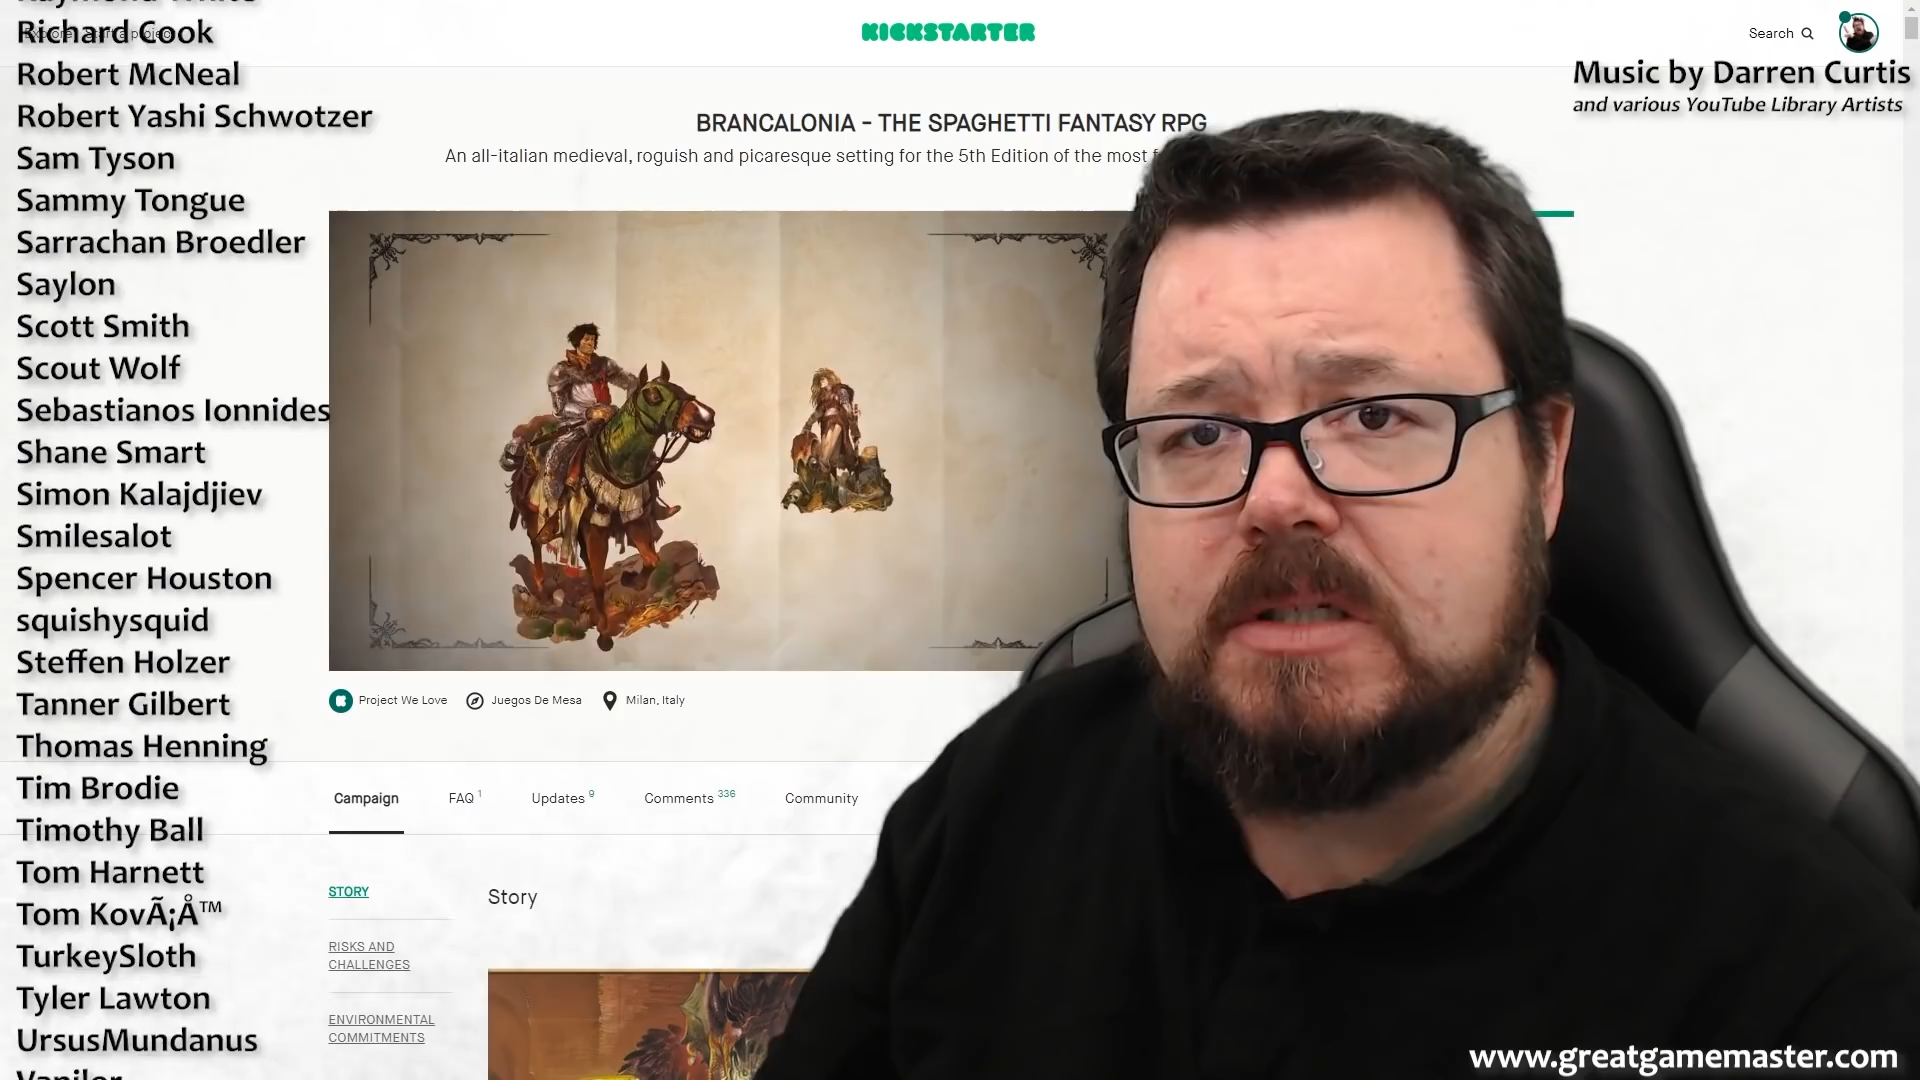 Richard Cook
Robert McNeal
Robert Yashi Schwotzer
Sam Tyson
Sammy Tongue
Sarrachan Broedler
Saylon
Scott Smith
Scout Wolf
Sebastianos Ionnides
Shane Smart
Simon Kalajdjiev
Smilesalot
Spencer Houston
squishysquid
Steffen Holzer
Tanner Gilbert
Thomas Henning
Tim Brodie
Timothy Ball
Tom Harnett
Tom KovÃ¡Å™
TurkeySloth
Tyler Lawton
UrsusMundanus
KICKSTARTER
Search
Music by Darren Curtis
and various YouTube Library Artists
BRANCALONIA - THE SPAGHETTI FANTASY RPG
An all-italian medieval, roguish and picaresque setting for the 5th Edition of the most
Project We Love
Juegos De Mesa
Milan, Italy
Campaign
FAQ 1
Updates 9
Comments 336
Community
STORY
RISKS AND
CHALLENGES
ENVIRONMENTAL
COMMITMENTS
Story
www.greatgamemaster.com